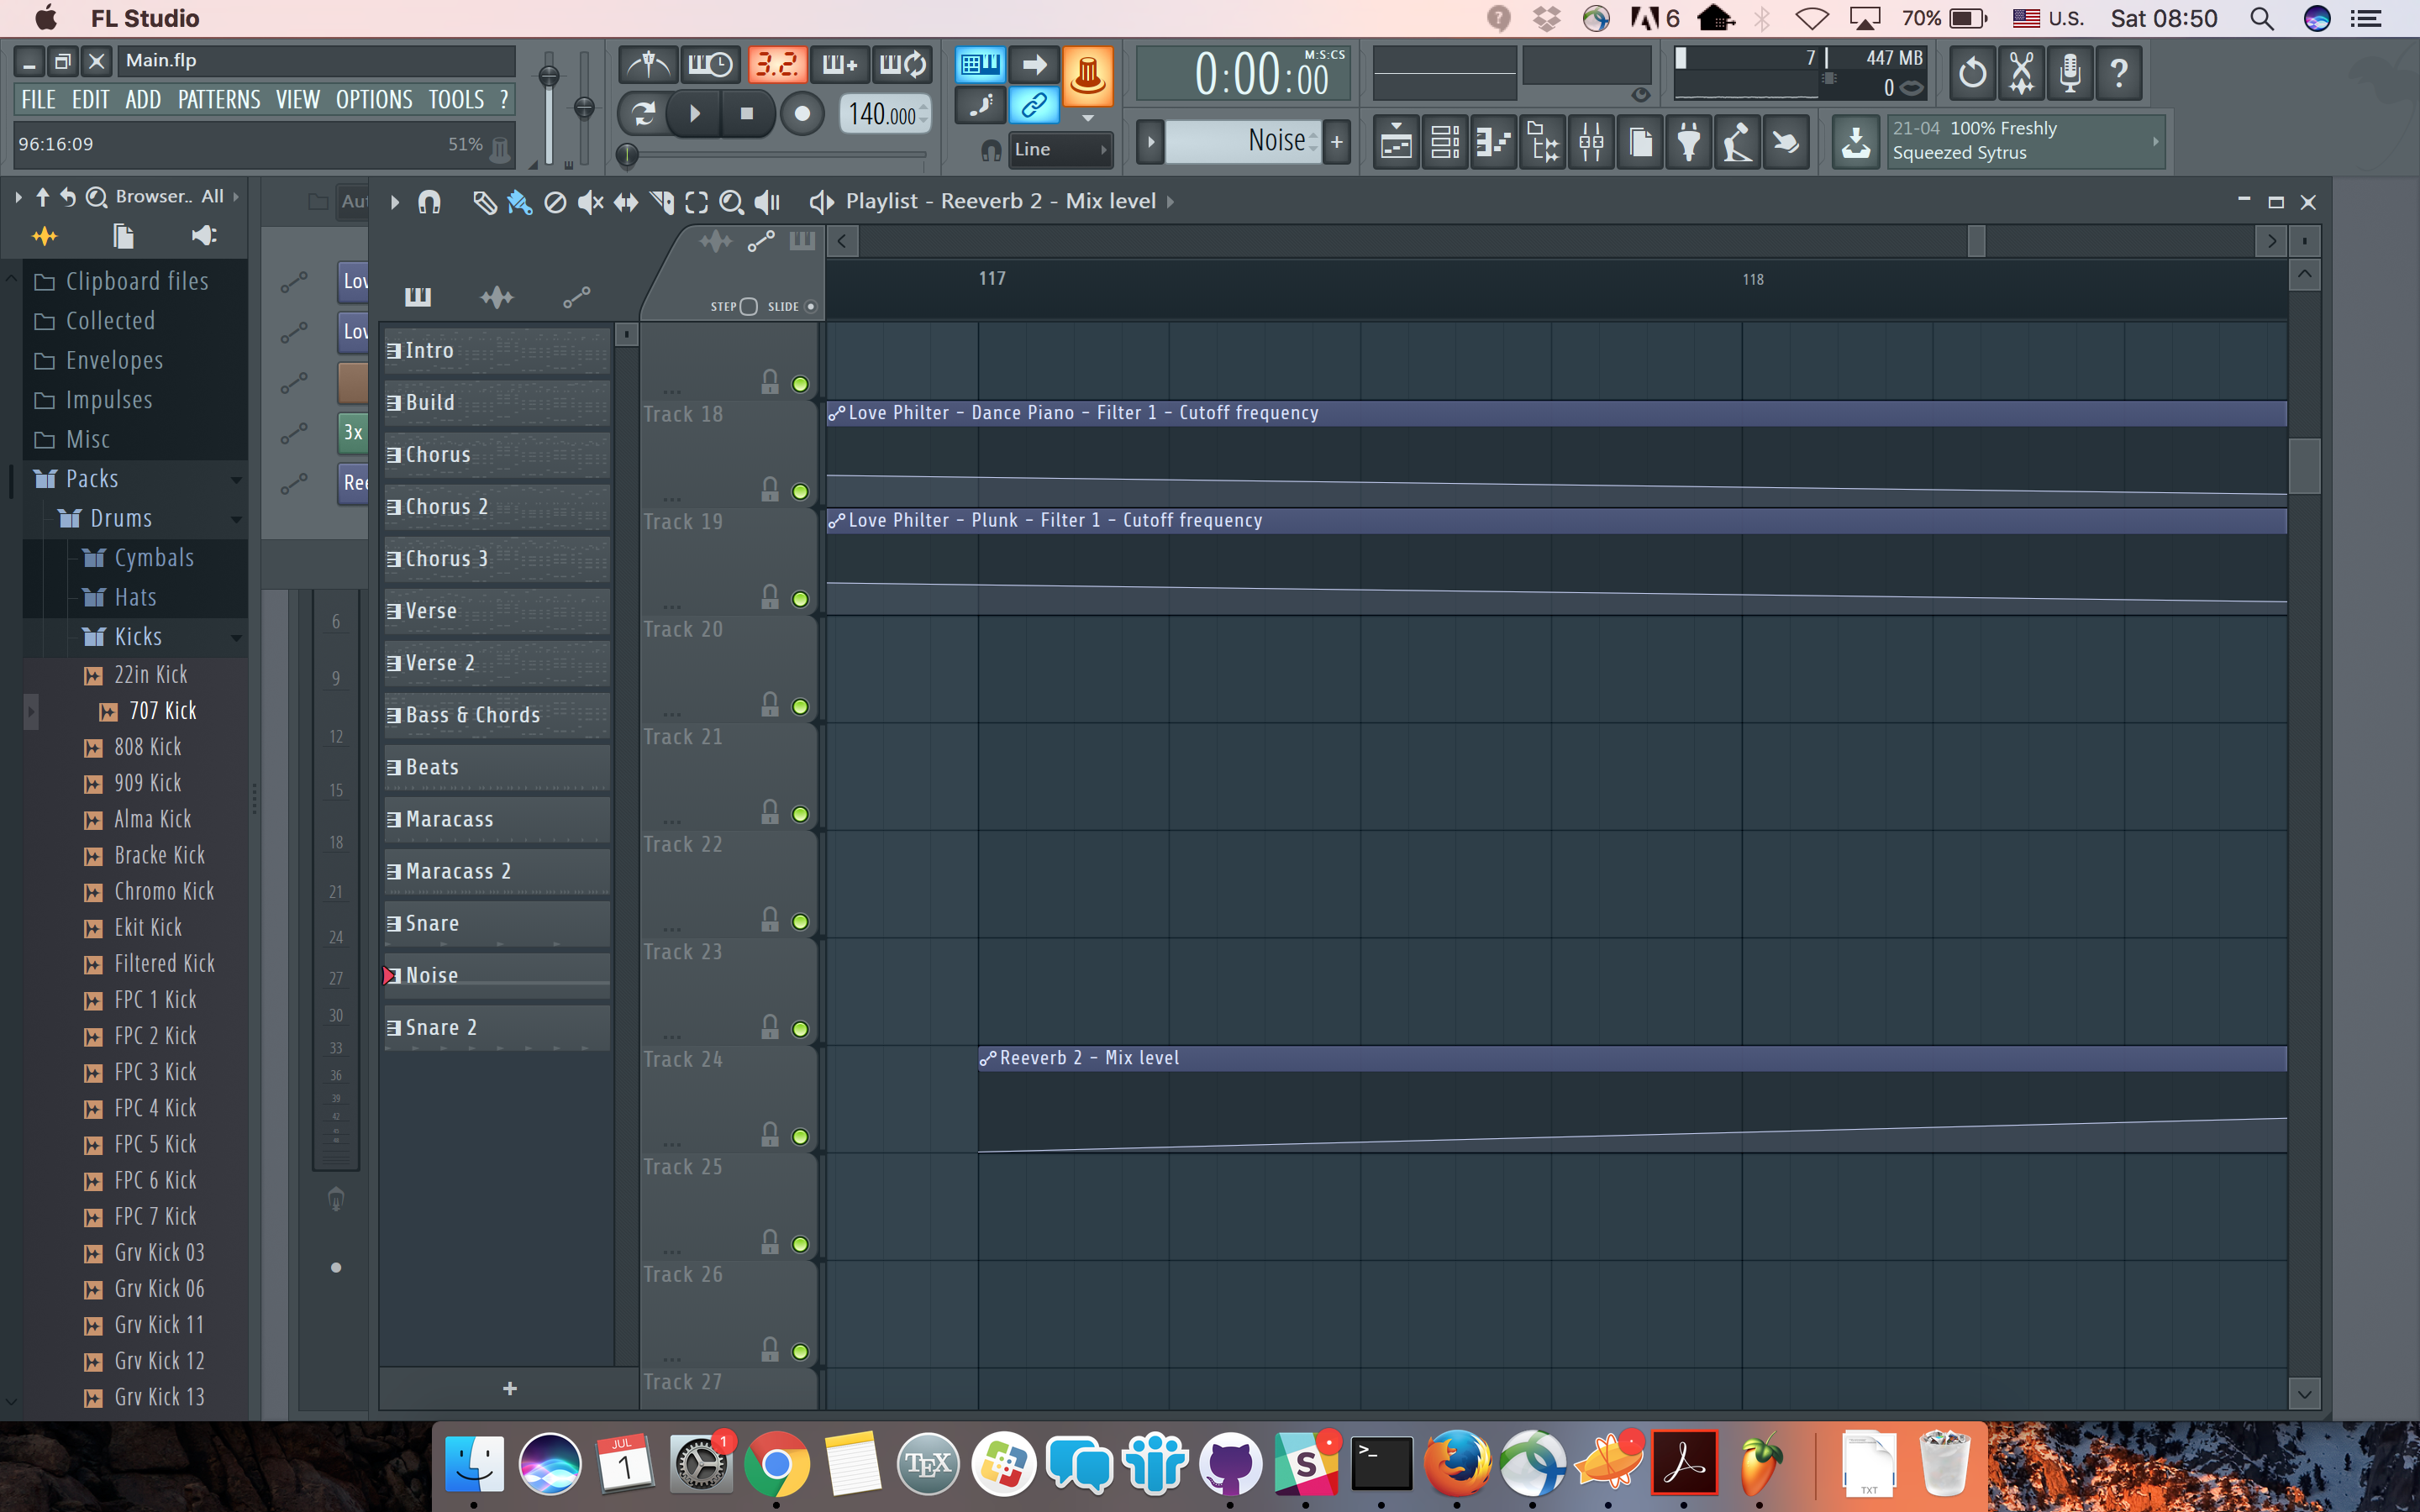 FL Studio
6
70%
U.S.
Sat 08:50
Main.flp
FILE EDIT ADD PATTERNS VIEW OPTIONS TOOLS ?
96:16:09
51%
3.2.
140.000
Line
M:S:CS
0:00:00
Noise
+
7
447 MB
0
?
21-04 100% Freshly
Squeezed Sytrus
Browser.. All
Clipboard files
Collected
Envelopes
Impulses
Misc
Packs
Drums
Cymbals
Hats
Kicks
22in Kick
707 Kick
808 Kick
909 Kick
Alma Kick
Bracke Kick
Chromo Kick
Ekit Kick
Filtered Kick
FPC 1 Kick
FPC 2 Kick
FPC 3 Kick
FPC 4 Kick
FPC 5 Kick
FPC 6 Kick
FPC 7 Kick
Grv Kick 03
Grv Kick 06
Grv Kick 11
Grv Kick 12
Grv Kick 13
Aut
Lov
Lov
3x
Ree
6
9
12
15
18
21
24
27
30
33
36
39
42
Playlist - Reeverb 2 - Mix level
STEP
SLIDE
117
118
Intro
Build
Chorus
Chorus 2
Chorus 3
Verse
Verse 2
Bass & Chords
Beats
Maracass
Maracass 2
Snare
Noise
Snare 2
+
Track 18
Love Philter - Dance Piano - Filter 1 - Cutoff frequency
Track 19
Love Philter - Plunk - Filter 1 - Cutoff frequency
Track 20
Track 21
Track 22
Track 23
Track 24
Reeverb 2 - Mix level
Track 25
Track 26
Track 27
JUL
1
1
TEX
S
>_
TXT